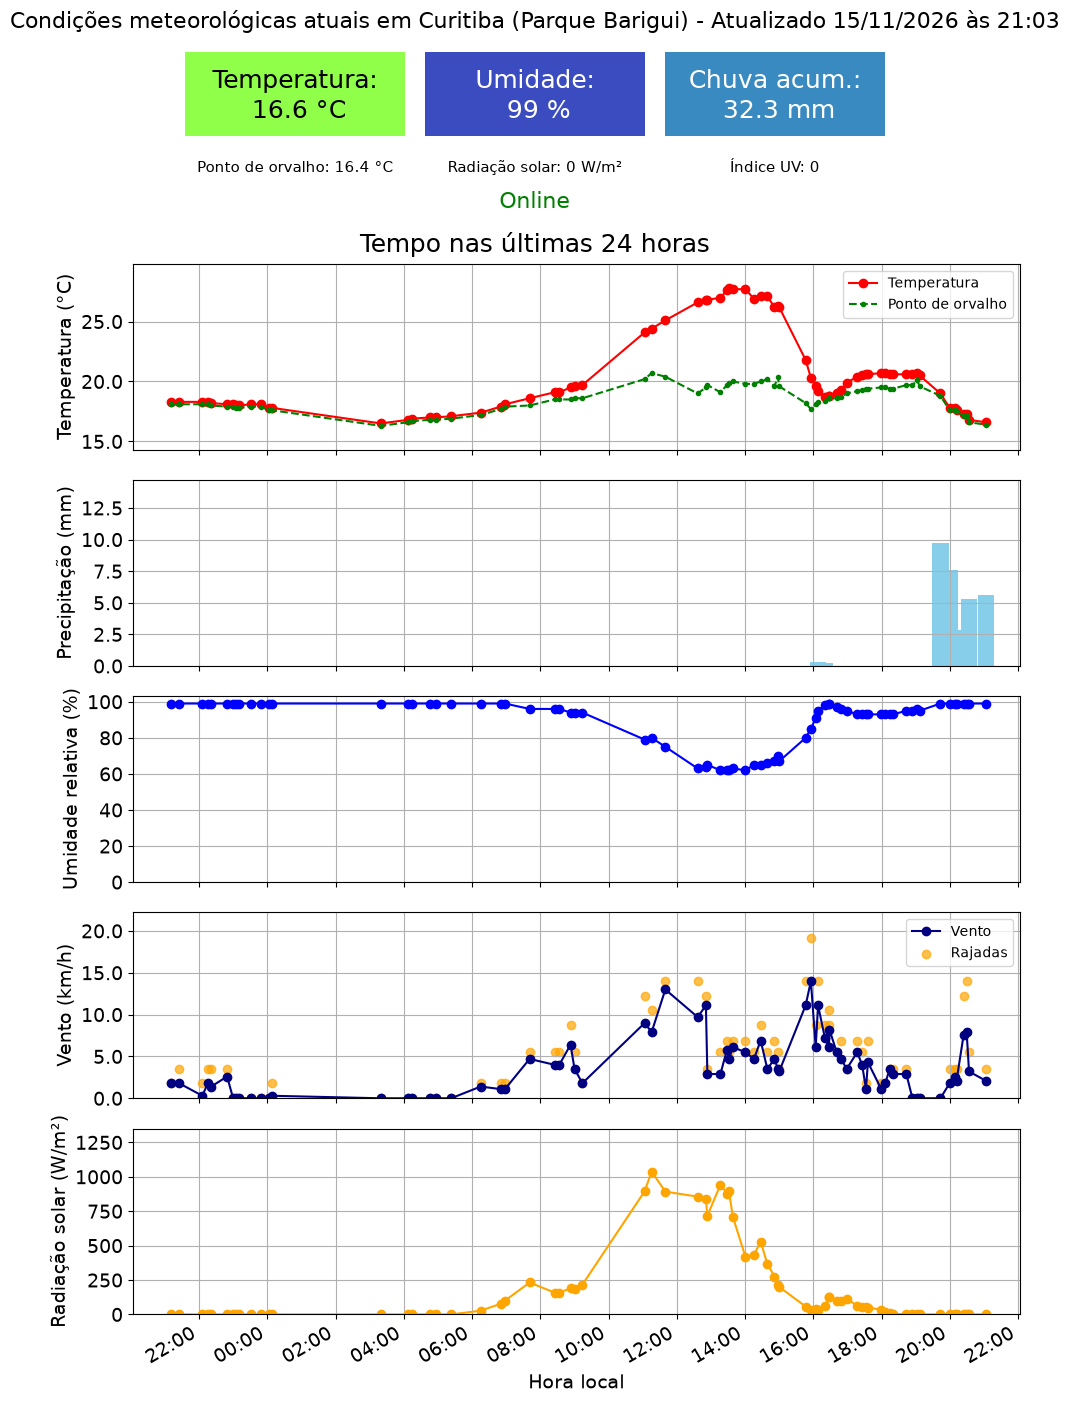 Condições meteorológicas atuais em Curitiba (Parque Barigui) - Atualizado 15/11/2026 às 21:03
Temperatura:
16.6 °C
Umidade:
99 %
Chuva acum.:
32.3 mm
Ponto de orvalho: 16.4 °C
Radiação solar: 0 W/m²
Índice UV: 0
Online
Tempo nas últimas 24 horas
Temperatura (°C)
25.0
20.0
15.0
Temperatura
Ponto de orvalho
Precipitação (mm)
12.5
10.0
7.5
5.0
2.5
0.0
Umidade relativa (%)
100
80
60
40
20
0
Vento (km/h)
20.0
15.0
10.0
5.0
0.0
Vento
Rajadas
Radiação solar (W/m²)
1250
1000
750
500
250
0
22:00
00:00
02:00
04:00
06:00
08:00
10:00
12:00
14:00
16:00
18:00
20:00
22:00
Hora local